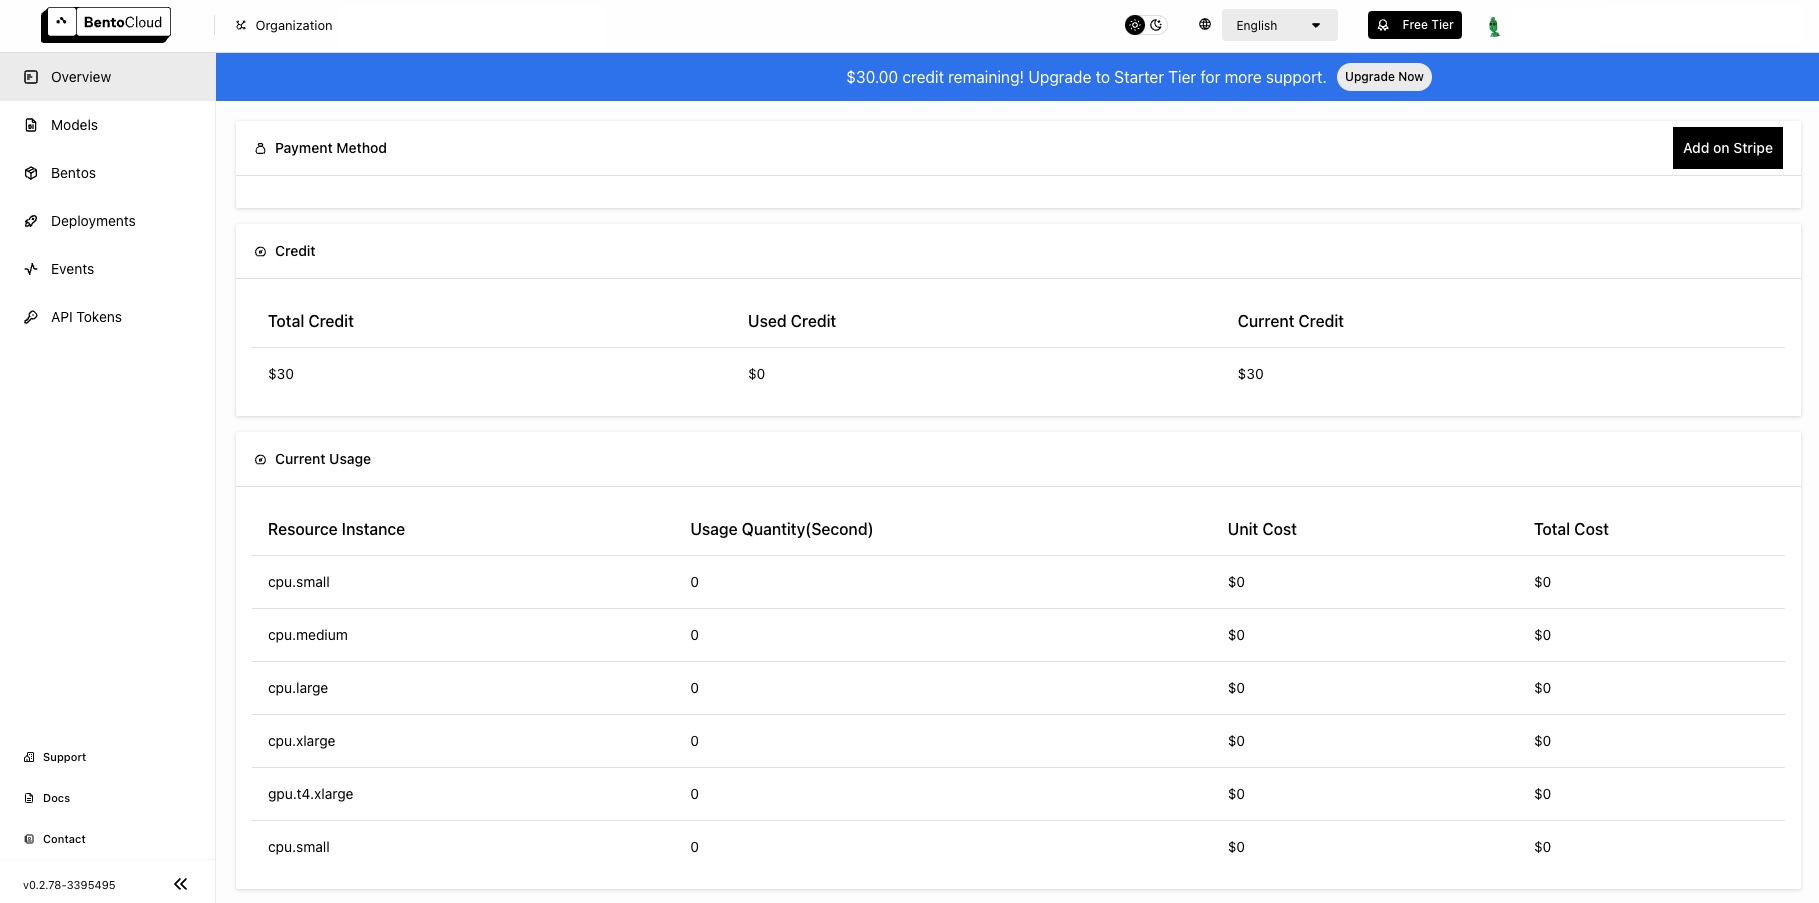 BentoCloud
Organization
English
Free Tier
Overview
Models
Bentos
Deployments
Events
API Tokens
Support
Docs
Contact
v0.2.78-3395495
$30.00 credit remaining! Upgrade to Starter Tier for more support. Upgrade Now
Payment Method
Add on Stripe
Credit
Total Credit Used Credit Current Credit
$30 $0 $30
Current Usage
Resource Instance Usage Quantity(Second) Unit Cost Total Cost
cpu.small 0 $0 $0
cpu.medium 0 $0 $0
cpu.large 0 $0 $0
cpu.xlarge 0 $0 $0
gpu.t4.xlarge 0 $0 $0
cpu.small 0 $0 $0